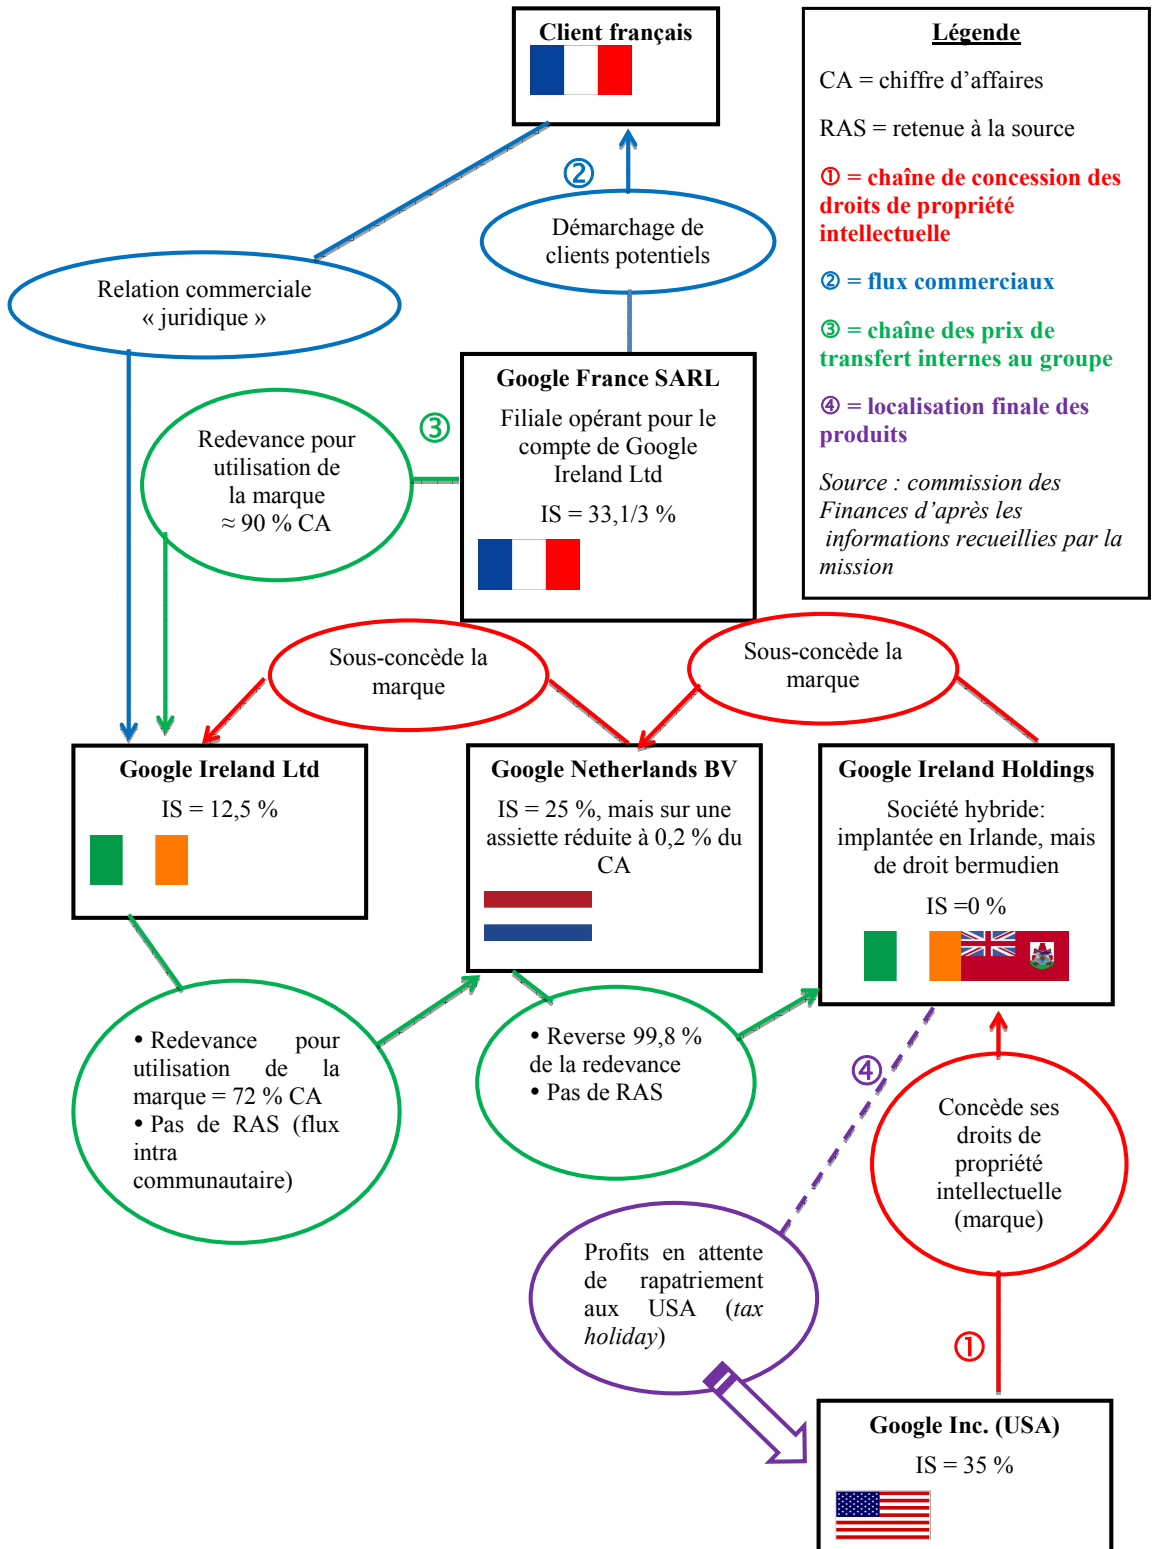 Client français
Légende
CA = chiffre d’affaires
RAS = retenue à la source
① = chaîne de concession des
droits de propriété
intellectuelle
② = flux commerciaux
③ = chaîne des prix de
transfert internes au groupe
④ = localisation finale des
produits
Source : commission des
Finances d’après les
informations recueillies par la
mission
②
Démarchage de
clients potentiels
Relation commerciale
« juridique »
Google France SARL
Filiale opérant pour le
compte de Google
Ireland Ltd
IS = 33,1/3 %
③
Redevance pour
utilisation de
la marque
≈ 90 % CA
Sous-concède la
marque
Sous-concède la
marque
Google Ireland Ltd
IS = 12,5 %
Google Netherlands BV
IS = 25 %, mais sur une
assiette réduite à 0,2 % du
CA
Google Ireland Holdings
Société hybride:
implantée en Irlande, mais
de droit bermudien
IS =0 %
• Redevance pour
utilisation de la
marque = 72 % CA
• Pas de RAS (flux
intra
communautaire)
• Reverse 99,8 %
de la redevance
• Pas de RAS
④
Concède ses
droits de
propriété
intellectuelle
(marque)
Profits en attente
de rapatriement
aux USA (tax
holiday)
①
Google Inc. (USA)
IS = 35 %